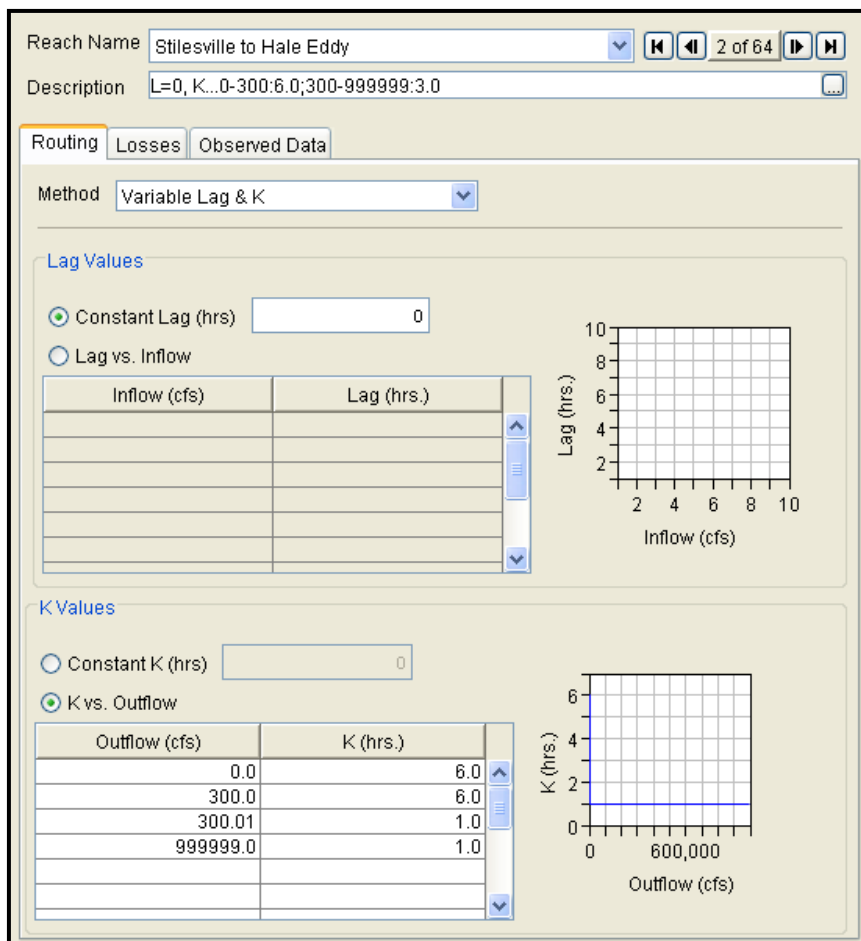 Reach Name Stilesville to Hale Eddy 2 of 64
Description L=0, K...0-300:6.0;300-999999:3.0 ...
Routing Losses Observed Data
Method Variable Lag & K
Lag Values
Constant Lag (hrs) 0
Lag vs. Inflow
Inflow (cfs) Lag (hrs.)
Lag (hrs.)
10
8
6
4
2
2 4 6 8 10
Inflow (cfs)
K Values
Constant K (hrs) 0
K vs. Outflow
Outflow (cfs) K (hrs.)
0.0 6.0
300.0 6.0
300.01 1.0
999999.0 1.0
K (hrs.)
6
4
2
0
0 600,000
Outflow (cfs)